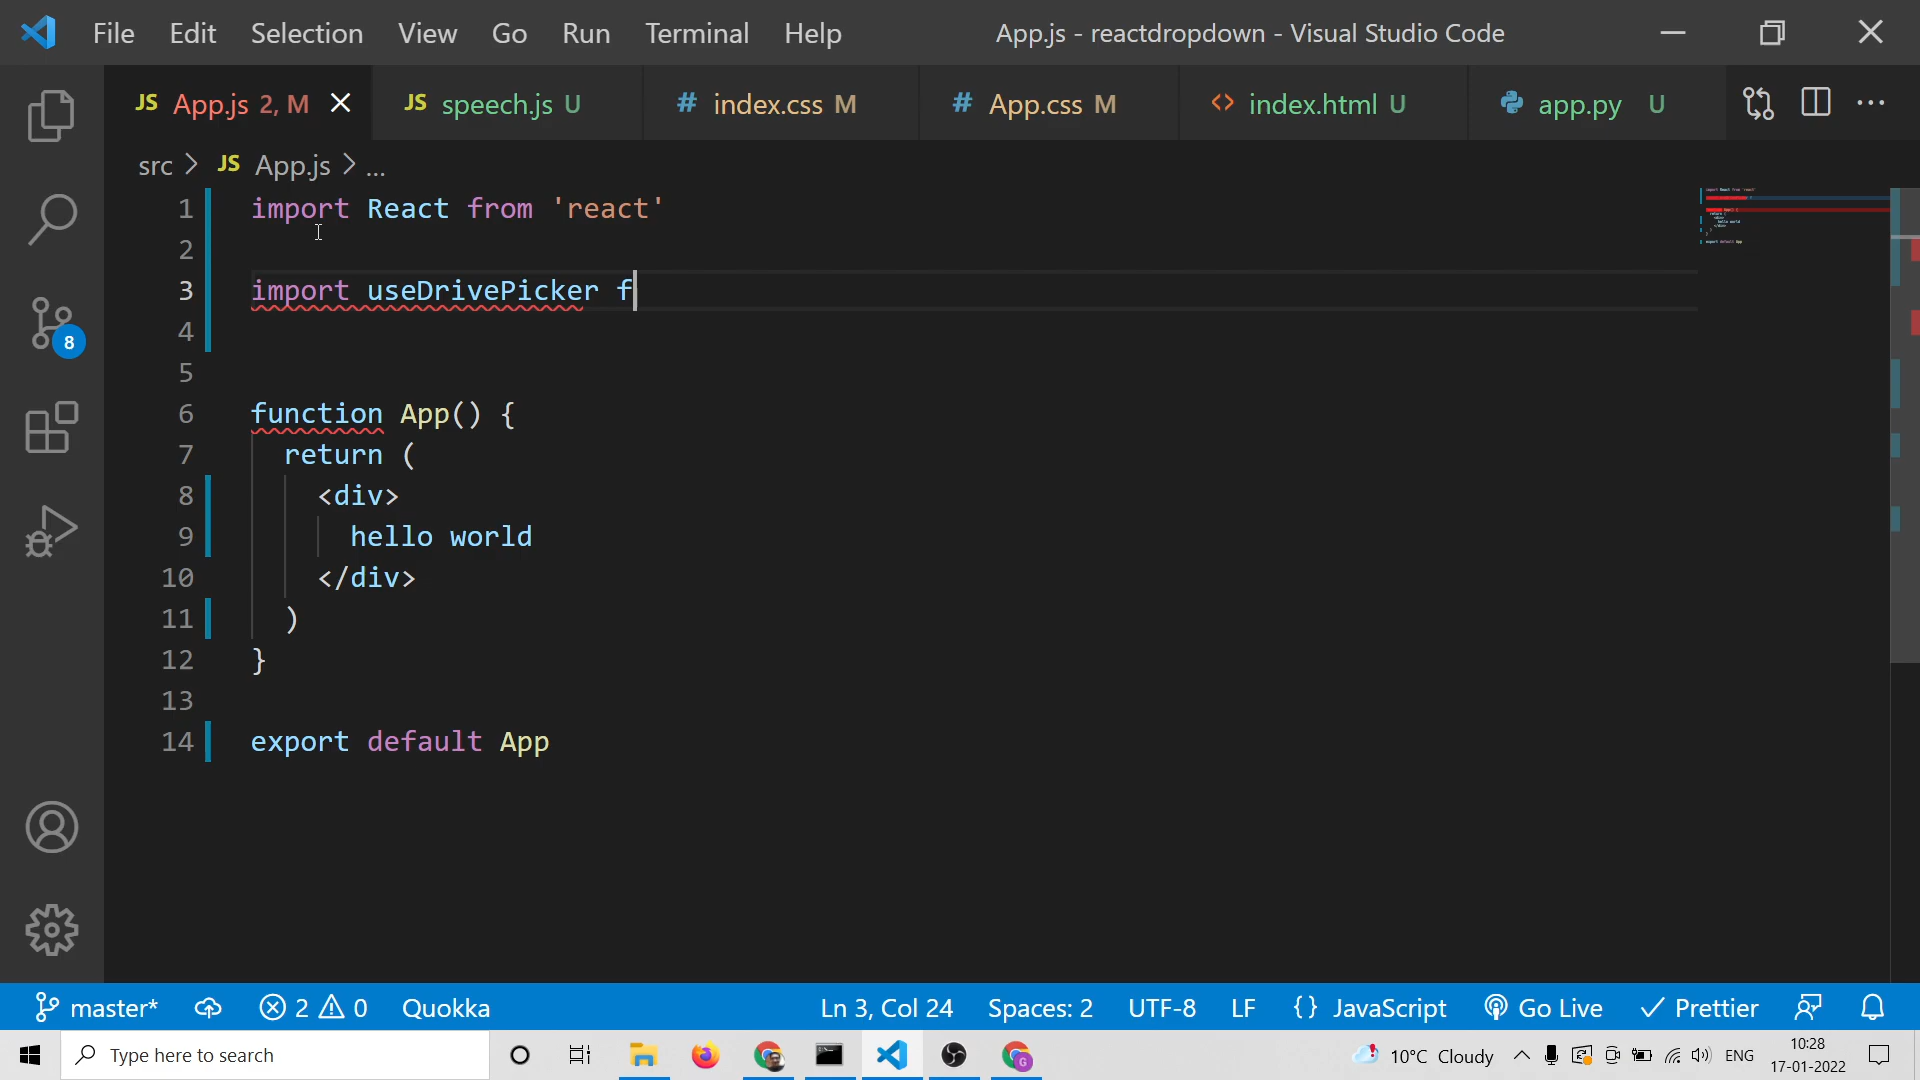 File Edit Selection View Go Run Terminal Help App.js - reactdropdown - Visual Studio Code
JS App.js 2, M JS speech.js U # index.css M # App.css M <> index.html U app.py U ...
src > JS App.js > ...
1 import React from 'react'
2
3 import useDrivePicker f
4
5
6 function App() {
7 return (
8 <div>
9 hello world
10 </div>
11 )
12 }
13
14 export default App
8
master* 2 0 Quokka Ln 3, Col 24 Spaces: 2 UTF-8 LF {} JavaScript Go Live Prettier
Type here to search 10°C Cloudy ENG 10:28
17-01-2022